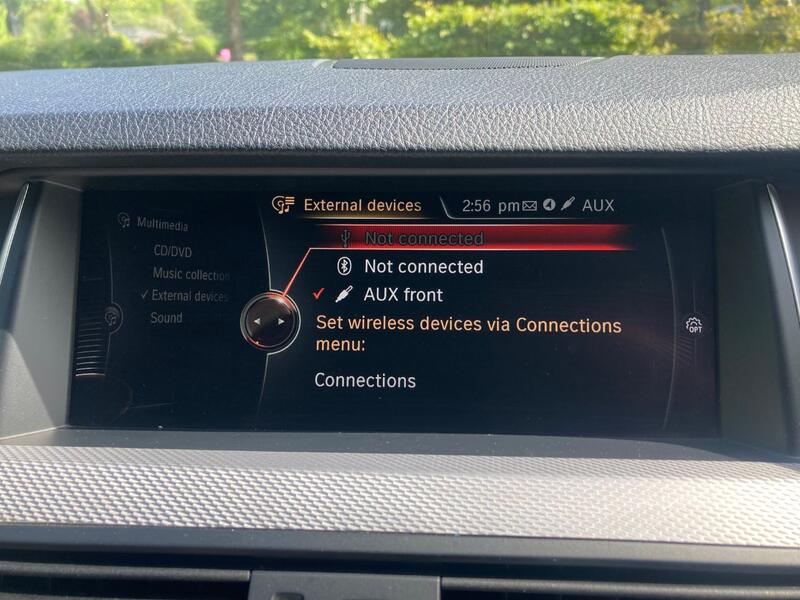 External devices
2:56 pm
AUX
Multimedia
CD/DVD
Music collection
External devices
Sound
Not connected
Not connected
AUX front
Set wireless devices via Connections
menu:
Connections
OPT